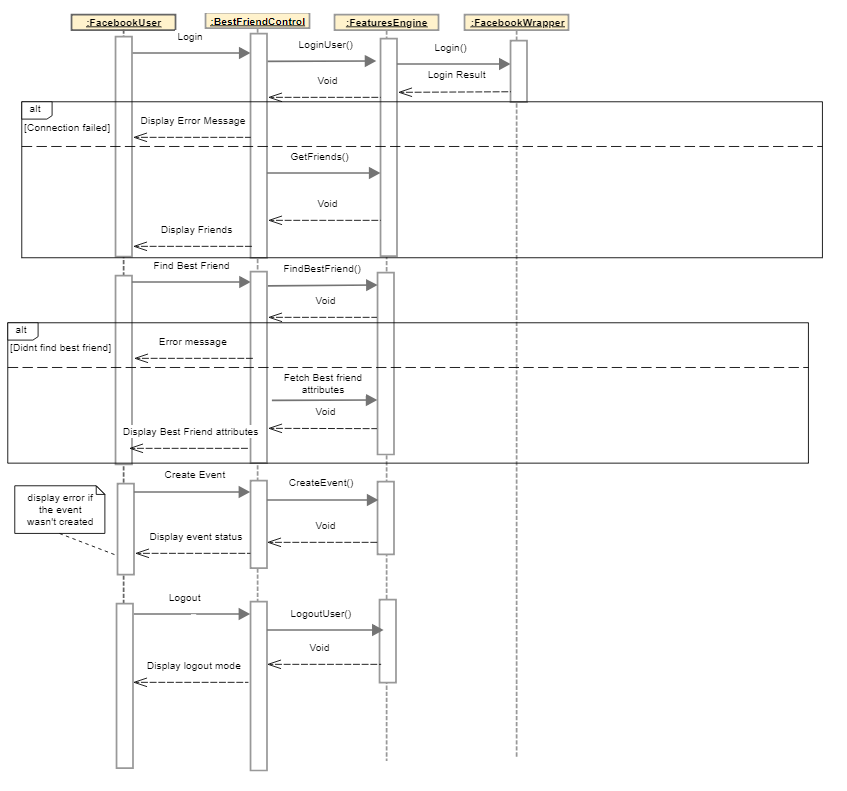 :FacebookUser
:BestFriendControl
:FeaturesEngine
:FacebookWrapper
Login
LoginUser()
Login()
Void
Login Result
alt
[Connection failed]
Display Error Message
GetFriends()
Void
Display Friends
Find Best Friend
FindBestFriend()
Void
alt
[Didnt find best friend]
Error message
Fetch Best friend
attributes
Void
Display Best Friend attributes
Create Event
CreateEvent()
display error if
the event
wasn't created
Void
Display event status
Logout
LogoutUser()
Void
Display logout mode